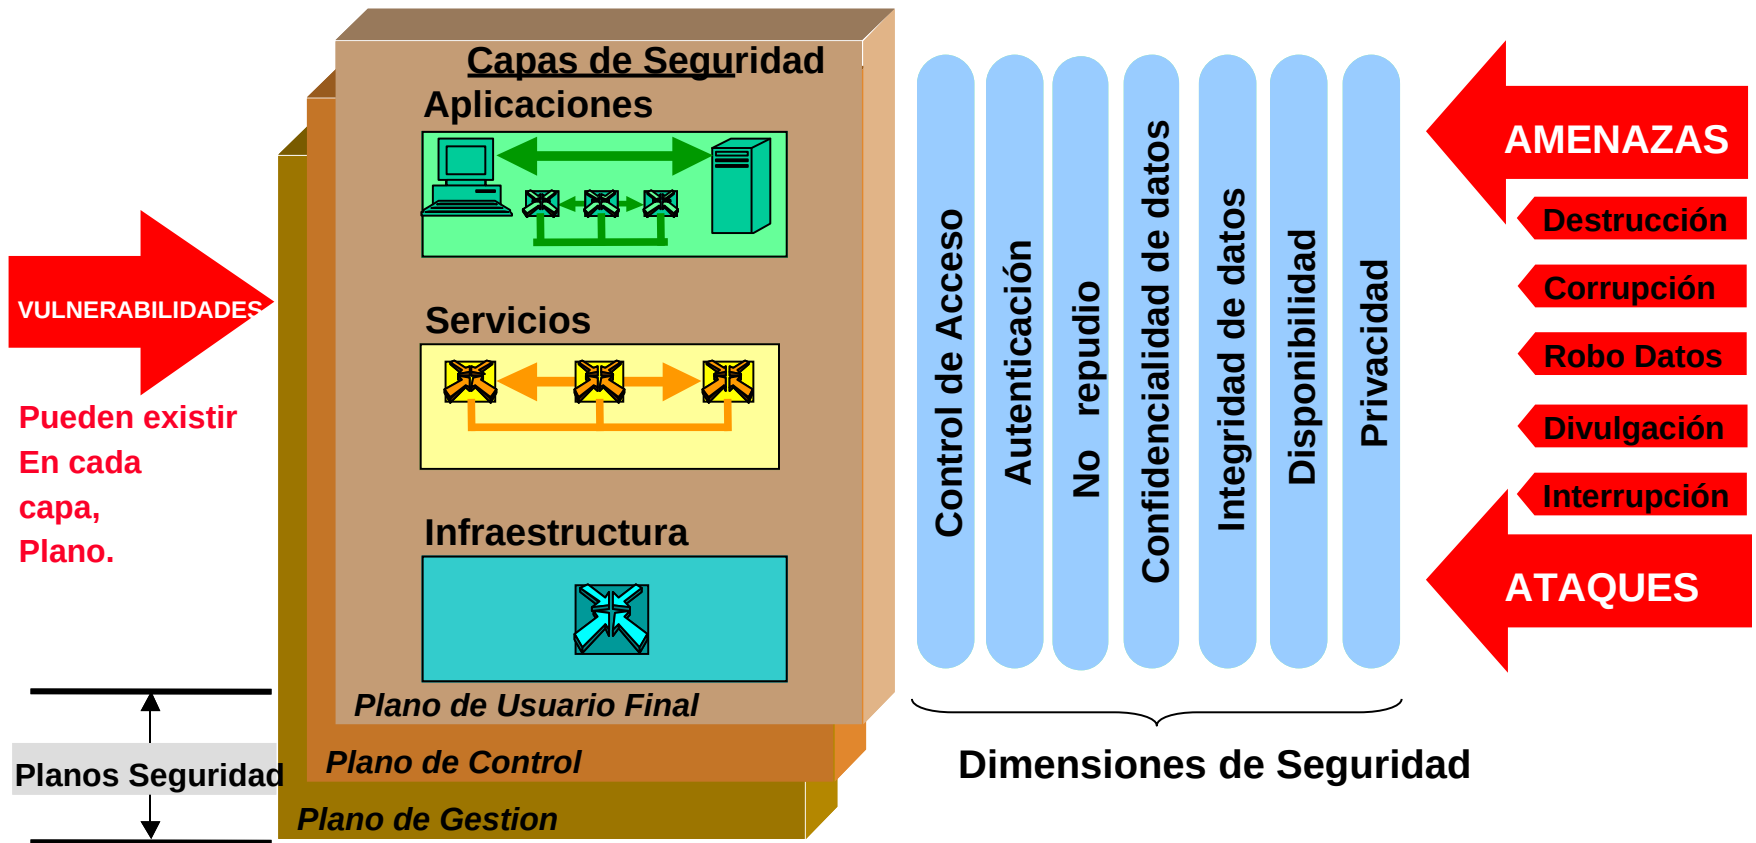 Capas de Seguridad
Aplicaciones
Servicios
Infraestructura
Plano de Usuario Final
Plano de Control
Plano de Gestion
VULNERABILIDADES
Pueden existir
En cada
capa,
Plano.
Planos Seguridad
Control de Acceso
Autenticación
No repudio
Confidencialidad de datos
Integridad de datos
Disponibilidad
Privacidad
Dimensiones de Seguridad
AMENAZAS
Destrucción
Corrupción
Robo Datos
Divulgación
Interrupción
ATAQUES